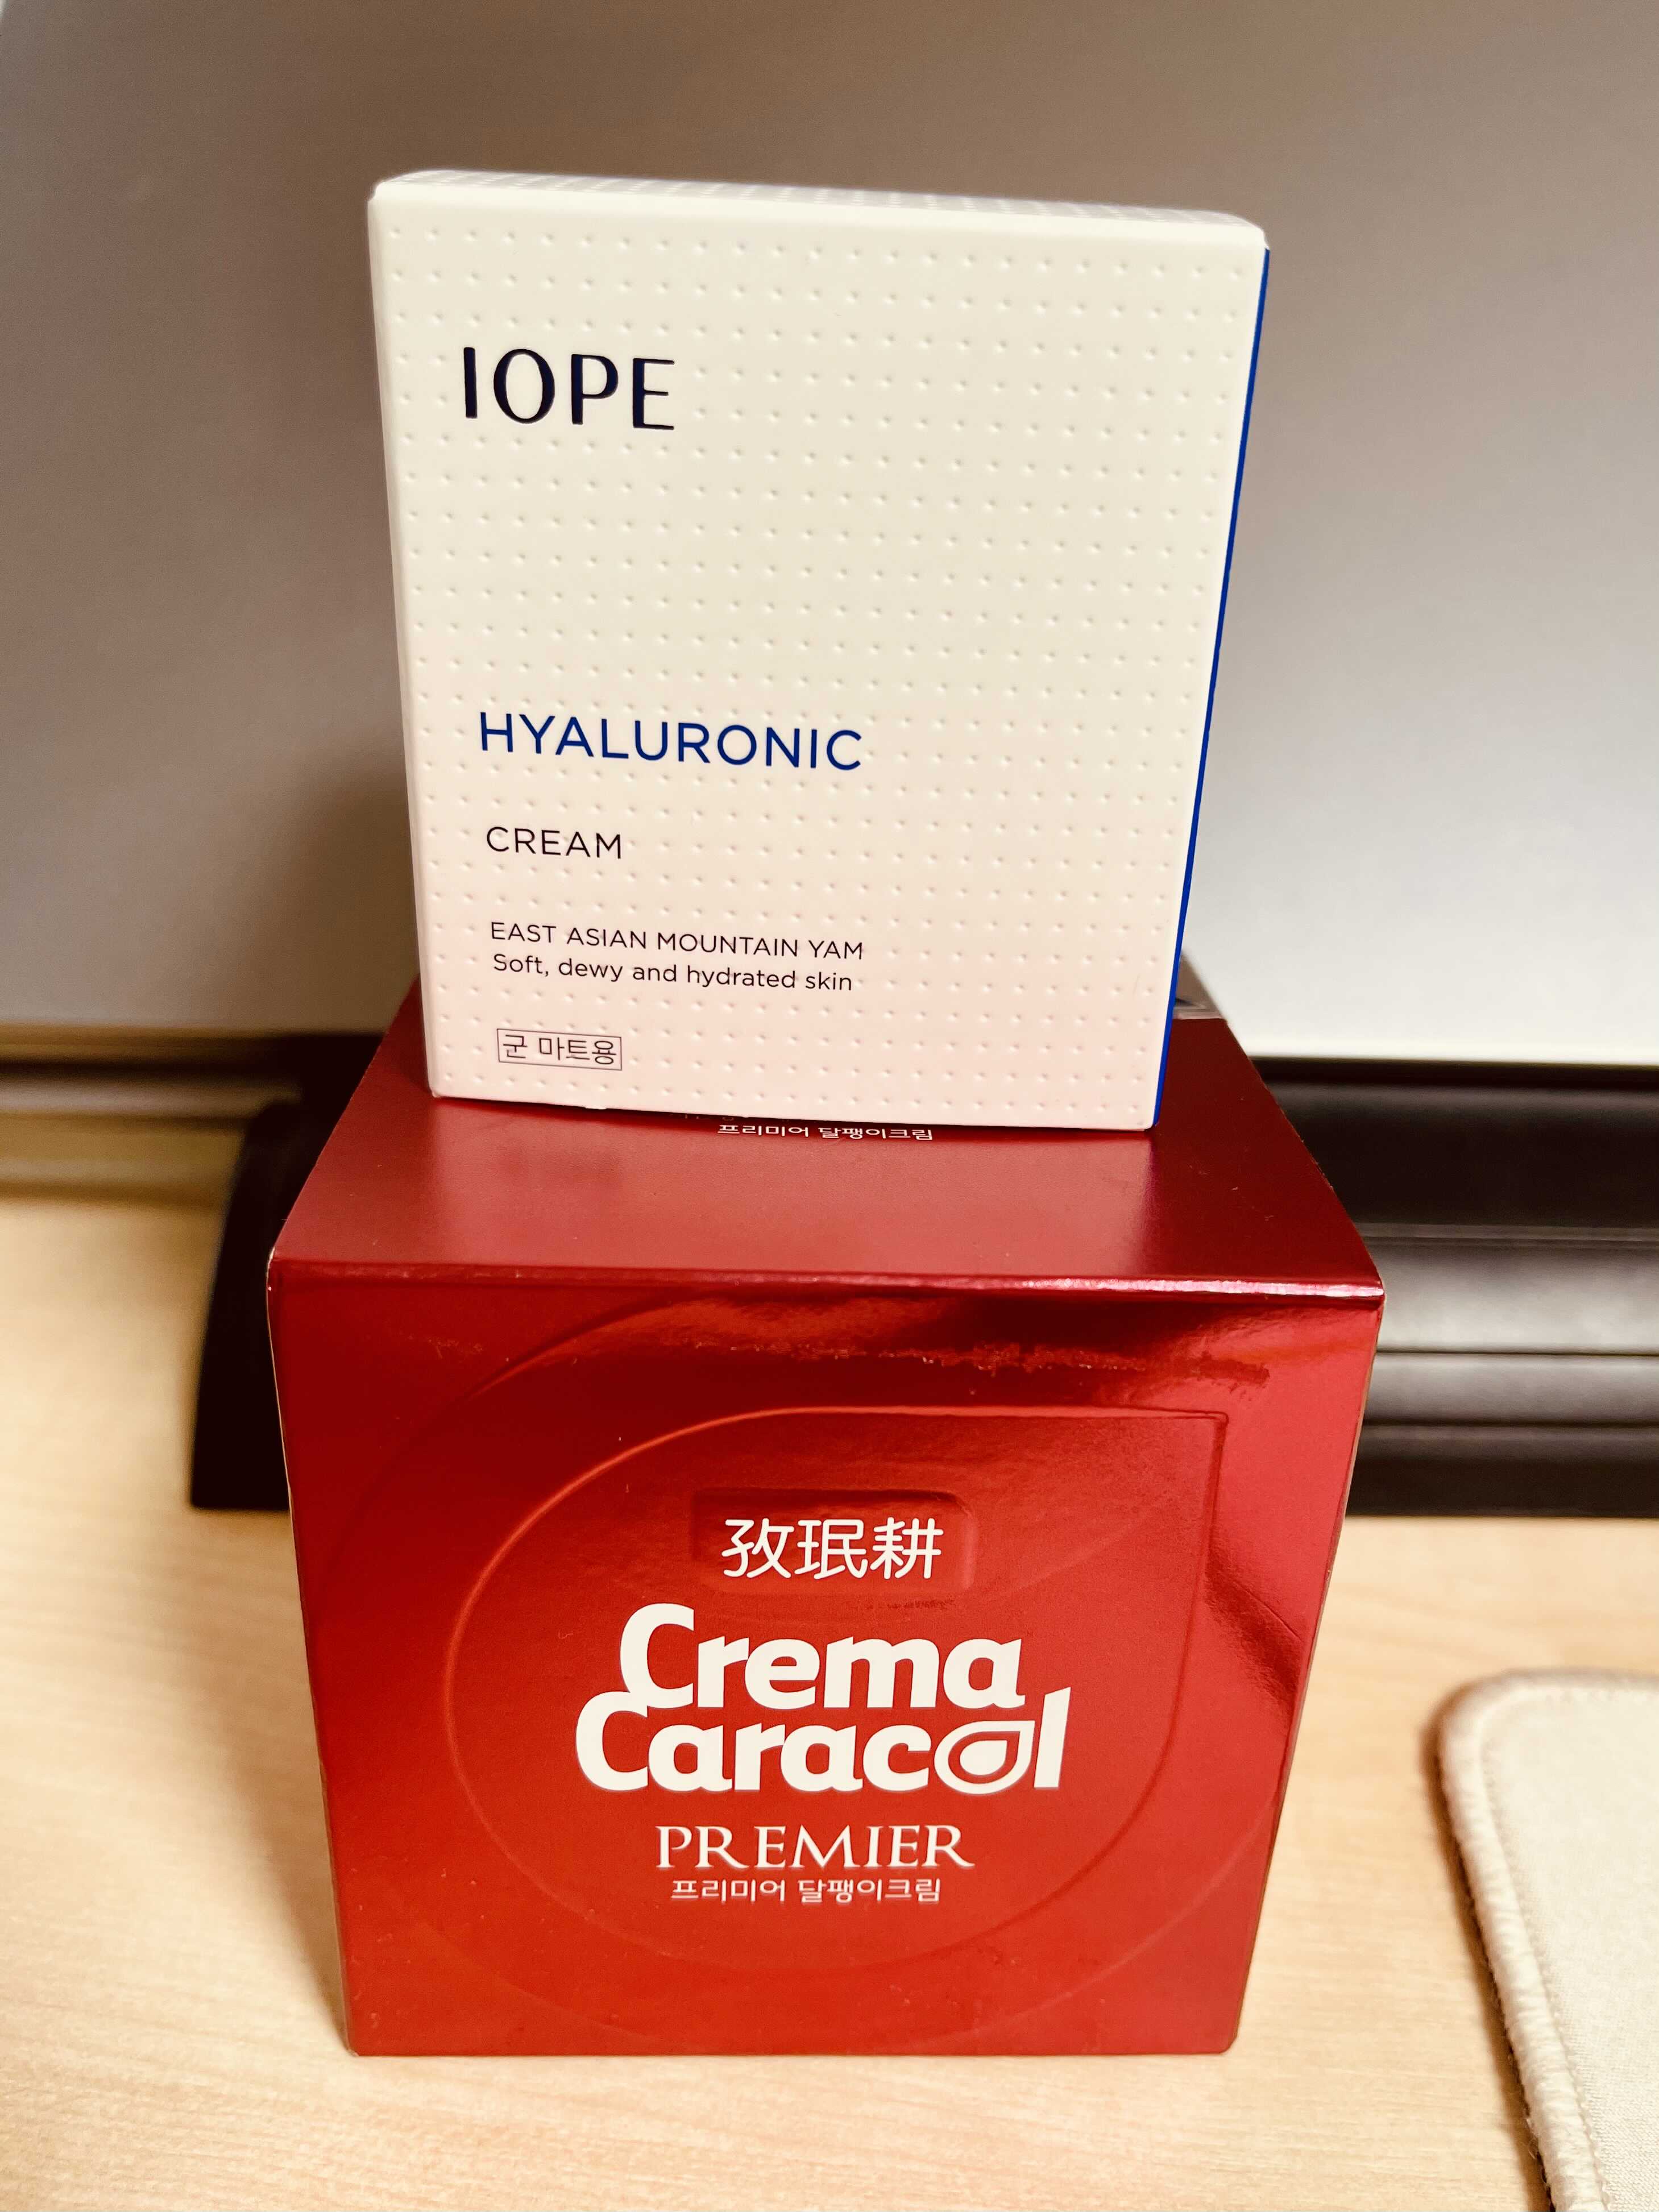 IOPE
HYALURONIC
CREAM
EAST ASIAN MOUNTAIN YAM
Soft, dewy and hydrated skin
군 마트용
프리미어 달팽이크림
孜珉耕
Crema
Caracol
PREMIER
프리미어 달팽이크림